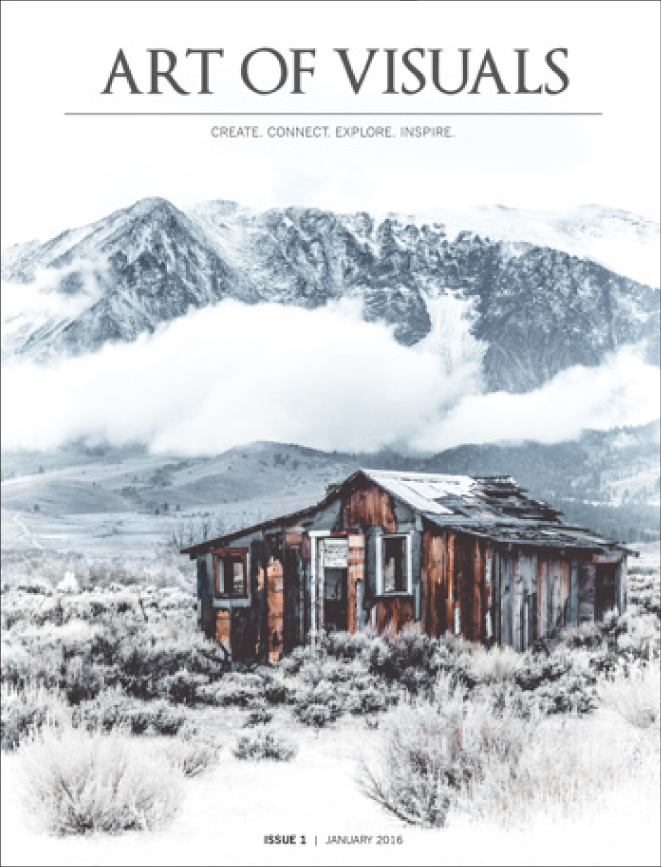 ART OF VISUALS
CREATE. CONNECT. EXPLORE. INSPIRE.
ISSUE 1 | JANUARY 2016